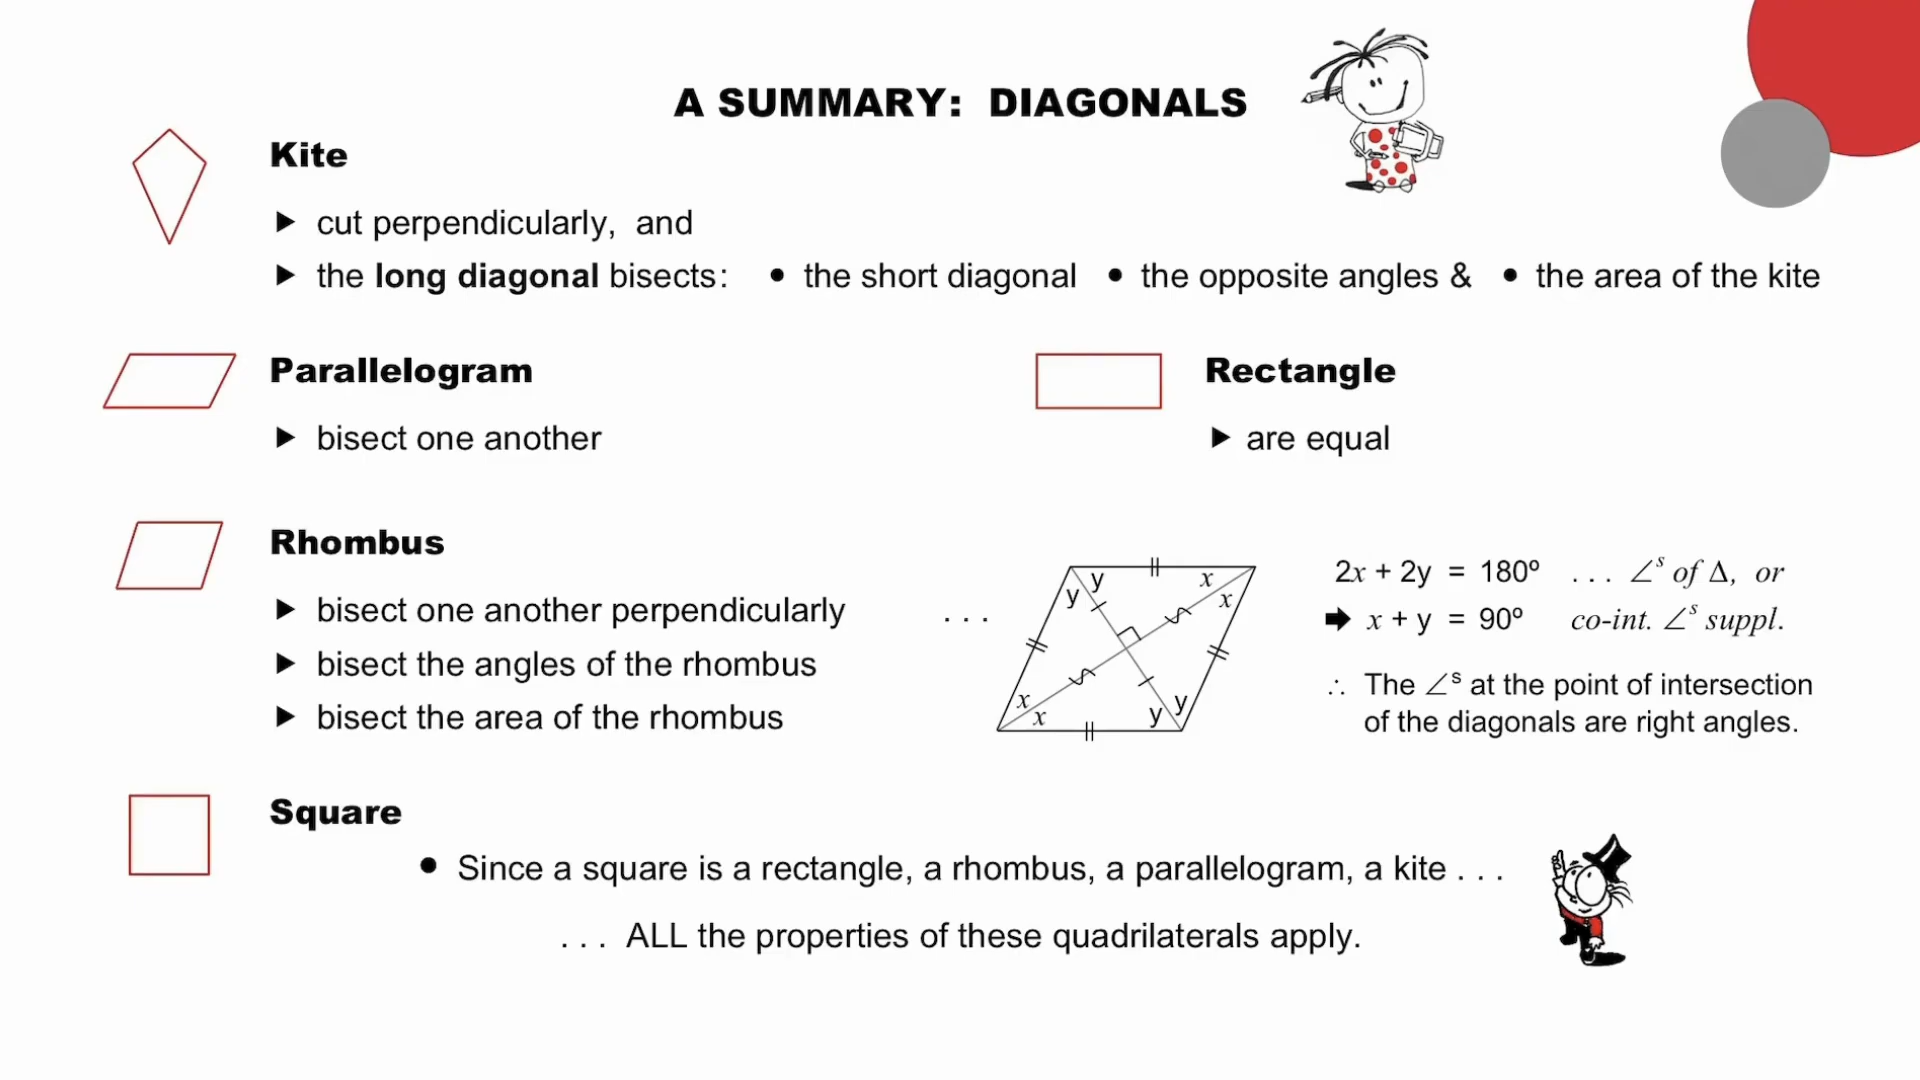 A SUMMARY: DIAGONALS
Kite
▶ cut perpendicularly, and
▶ the long diagonal bisects: • the short diagonal • the opposite angles & • the area of the kite
Parallelogram
▶ bisect one another
Rectangle
▶ are equal
Rhombus
▶ bisect one another perpendicularly . . .
▶ bisect the angles of the rhombus
▶ bisect the area of the rhombus
y x
y x
x y
x y
2x + 2y = 180º . . . ∠ˢ of Δ, or
➡ x + y = 90º co-int. ∠ˢ suppl.
∴ The ∠ˢ at the point of intersection
of the diagonals are right angles.
Square
• Since a square is a rectangle, a rhombus, a parallelogram, a kite . . .
. . . ALL the properties of these quadrilaterals apply.